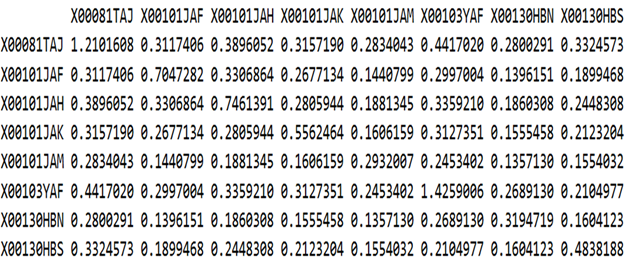 X00081TAJ X00101JAF X00101JAH X00101JAK X00101JAM X00103YAF X00130HBN X00130HBS
X00081TAJ 1.2101608 0.3117406 0.3896052 0.3157190 0.2834043 0.4417020 0.2800291 0.3324573
X00101JAF 0.3117406 0.7047282 0.3306864 0.2677134 0.1440799 0.2997004 0.1396151 0.1899468
X00101JAH 0.3896052 0.3306864 0.7461391 0.2805944 0.1881345 0.3359210 0.1860308 0.2448308
X00101JAK 0.3157190 0.2677134 0.2805944 0.5562464 0.1606159 0.3127351 0.1555458 0.2123204
X00101JAM 0.2834043 0.1440799 0.1881345 0.1606159 0.2932007 0.2453402 0.1357130 0.1554032
X00103YAF 0.4417020 0.2997004 0.3359210 0.3127351 0.2453402 1.4259006 0.2689130 0.2104977
X00130HBN 0.2800291 0.1396151 0.1860308 0.1555458 0.1357130 0.2689130 0.3194719 0.1604123
X00130HBS 0.3324573 0.1899468 0.2448308 0.2123204 0.1554032 0.2104977 0.1604123 0.4838188